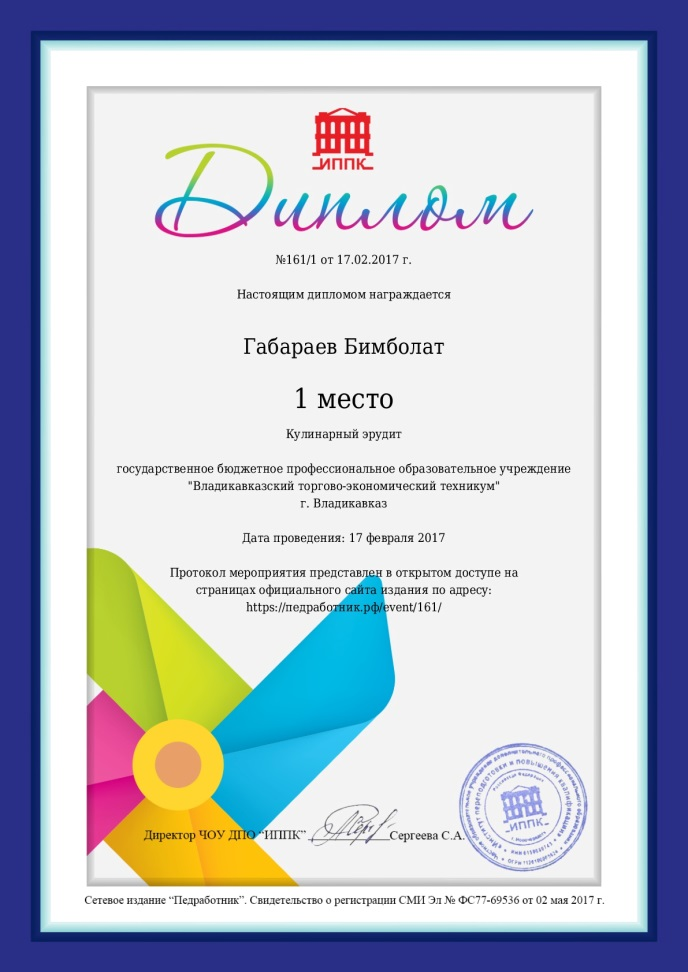 ИППК
Диплом
№161/1 от 17.02.2017 г.
Настоящим дипломом награждается
Габараев Бимболат
1 место
Кулинарный эрудит
государственное бюджетное профессиональное образовательное учреждение
"Владикавказский торгово-экономический техникум"
г. Владикавказ
Дата проведения: 17 февраля 2017
Протокол мероприятия представлен в открытом доступе на
страницах официального сайта издания по адресу:
https://педработник.рф/event/161/
Директор ЧОУ ДПО “ИППК” Сергеева С.А.
Российская Федерация
ИППК
Сетевое издание “Педработник”. Свидетельство о регистрации СМИ Эл № ФС77-69536 от 02 мая 2017 г.